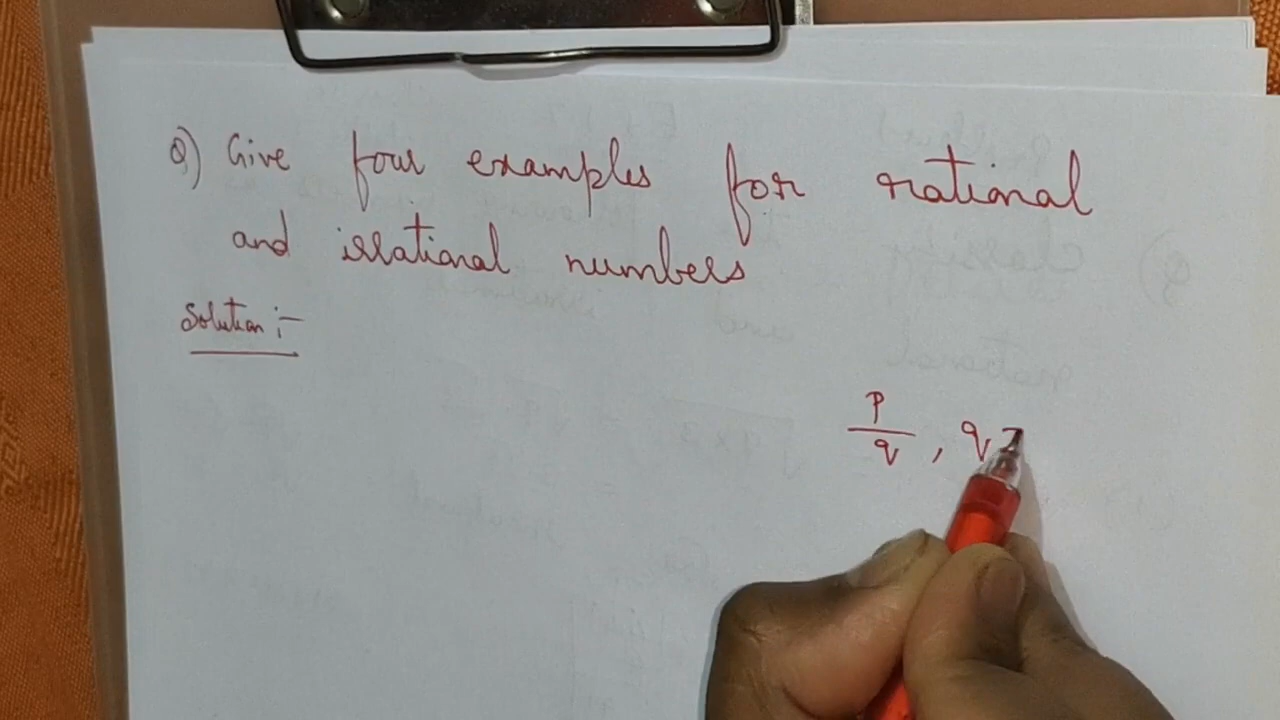 Q) Give four examples for rational
and irrational numbers
Solution :-
p
q , q